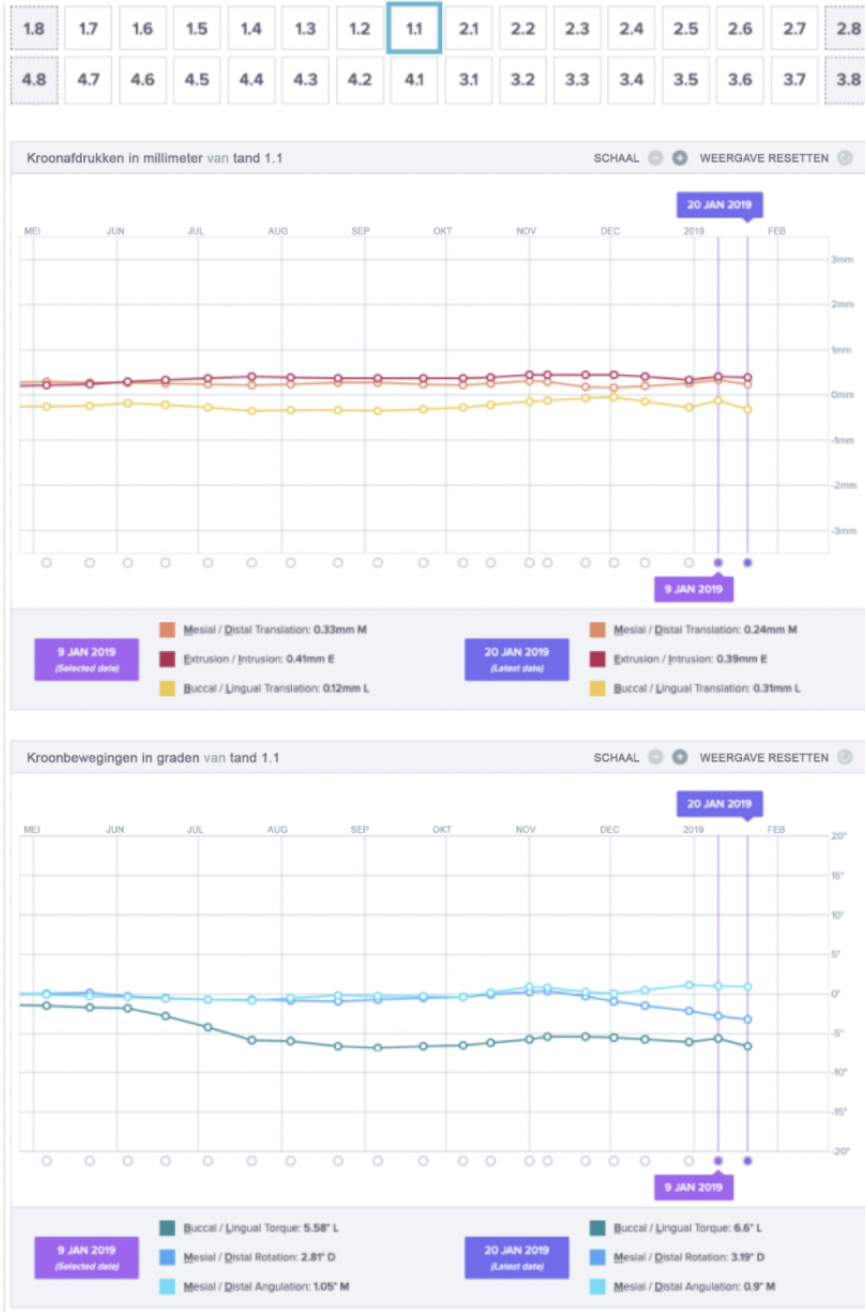 1.8 1.7 1.6 1.5 1.4 1.3 1.2 1.1 2.1 2.2 2.3 2.4 2.5 2.6 2.7 2.8
4.8 4.7 4.6 4.5 4.4 4.3 4.2 4.1 3.1 3.2 3.3 3.4 3.5 3.6 3.7 3.8
Kroonafdrukken in millimeter van tand 1.1 SCHAAL − + WEERGAVE RESETTEN
20 JAN 2019
MEI JUN JUL AUG SEP OKT NOV DEC 2019 FEB
3mm
2mm
1mm
0mm
-1mm
-2mm
-3mm
9 JAN 2019
9 JAN 2019
(Selected date)
Mesial / Distal Translation: 0.33mm M
Extrusion / Intrusion: 0.41mm E
Buccal / Lingual Translation: 0.12mm L
20 JAN 2019
(Latest date)
Mesial / Distal Translation: 0.24mm M
Extrusion / Intrusion: 0.39mm E
Buccal / Lingual Translation: 0.31mm L
Kroonbewegingen in graden van tand 1.1 SCHAAL − + WEERGAVE RESETTEN
20 JAN 2019
MEI JUN JUL AUG SEP OKT NOV DEC 2019 FEB
20°
15°
10°
5°
0°
-5°
-10°
-15°
-20°
9 JAN 2019
9 JAN 2019
(Selected date)
Buccal / Lingual Torque: 5.58° L
Mesial / Distal Rotation: 2.81° D
Mesial / Distal Angulation: 1.05° M
20 JAN 2019
(Latest date)
Buccal / Lingual Torque: 6.6° L
Mesial / Distal Rotation: 3.19° D
Mesial / Distal Angulation: 0.9° M